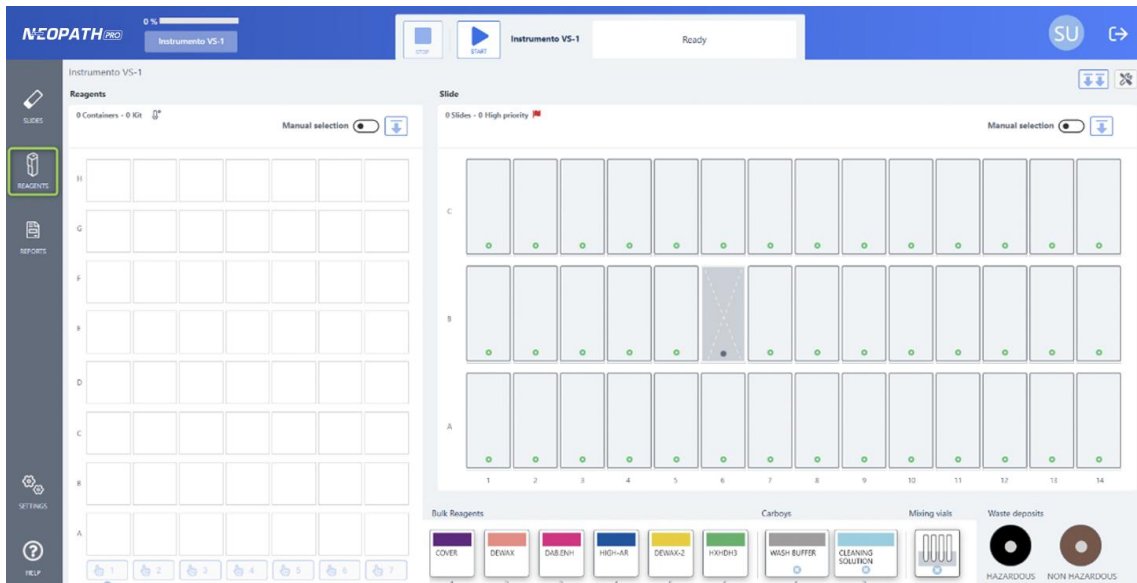 NEOPATH PRO
0 %
Instrumento VS-1
STOP
START
Instrumento VS-1
Ready
SU
Instrumento VS-1
SLIDES
REAGENTS
REPORTS
SETTINGS
HELP
Reagents
0 Containers - 0 Kit
Manual selection
H
G
F
E
D
C
B
A
1 2 3 4 5 6 7
Slide
0 Slides - 0 High priority
Manual selection
C
B
A
1 2 3 4 5 6 7 8 9 10 11 12 13 14
Bulk Reagents
COVER DEWAX DAB.ENH HIGH-AR DEWAX-2 HXHDH3
Carboys
WASH BUFFER
CLEANING
SOLUTION
Mixing vials
Waste deposits
HAZARDOUS NON HAZARDOUS